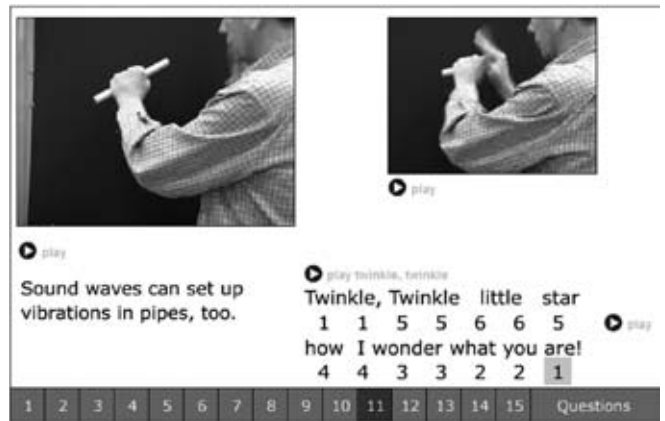 play
play
Sound waves can set up
vibrations in pipes, too.
play twinkle, twinkle
Twinkle, Twinkle little star
1 1 5 5 6 6 5
play
how I wonder what you are!
4 4 3 3 2 2 1
1 2 3 4 5 6 7 8 9 10 11 12 13 14 15 Questions